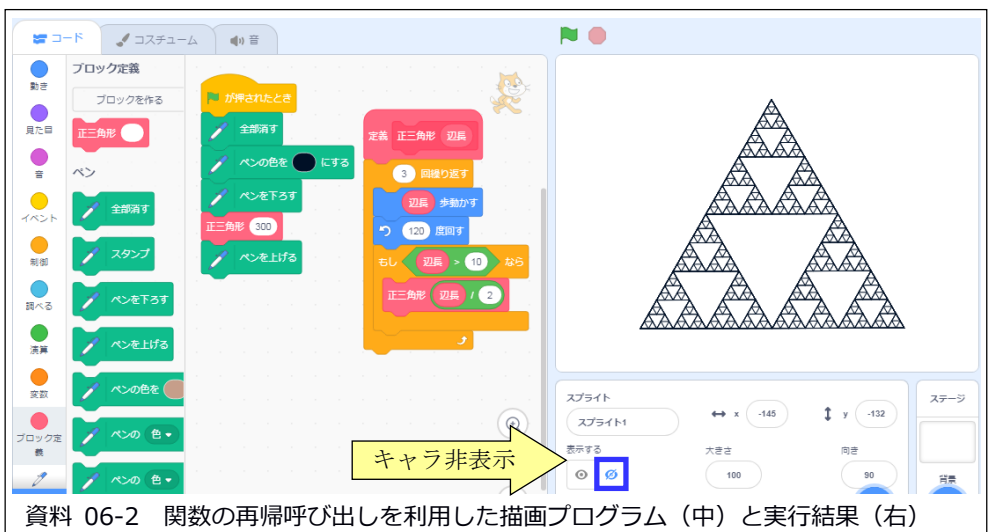 コード
コスチューム
音
動き
見た目
音
イベント
制御
調べる
演算
変数
ブロック定
義
ブロック定義
ブロックを作る
正三角形
ペン
全部消す
スタンプ
ペンを下ろす
ペンを上げる
ペンの色を
ペンの 色
ペンの 色
が押されたとき
全部消す
ペンの色を にする
ペンを下ろす
正三角形 300
ペンを上げる
定義 正三角形 辺長
3 回繰り返す
辺長 歩動かす
120 度回す
もし 辺長 > 10 なら
正三角形 辺長 / 2
キャラ非表示
スプライト
スプライト1
x -145
y -132
表示する
大きさ
100
向き
90
ステージ
背景
資料 06-2 関数の再帰呼び出しを利用した描画プログラム（中）と実行結果（右）